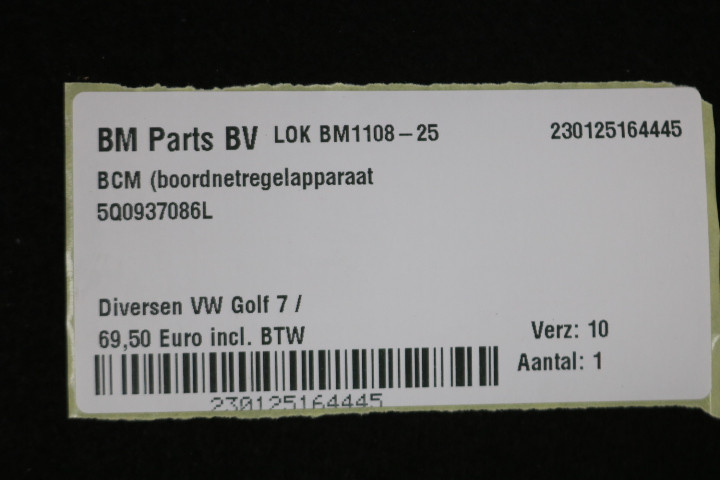 BM Parts BV LOK BM1108-25 230125164445
BCM (boordnetregelapparaat
5Q0937086L
Diversen VW Golf 7 /
69,50 Euro incl. BTW
Verz: 10
Aantal: 1
230125164445